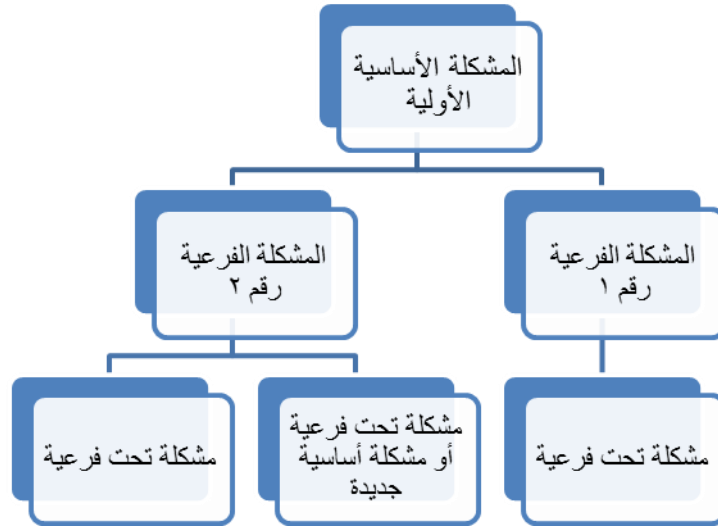 المشكلة الأساسية
الأولية
المشكلة الفرعية
رقم ١
المشكلة الفرعية
رقم ٢
مشكلة تحت فرعية
مشكلة تحت فرعية
أو مشكلة أساسية
جديدة
مشكلة تحت فرعية